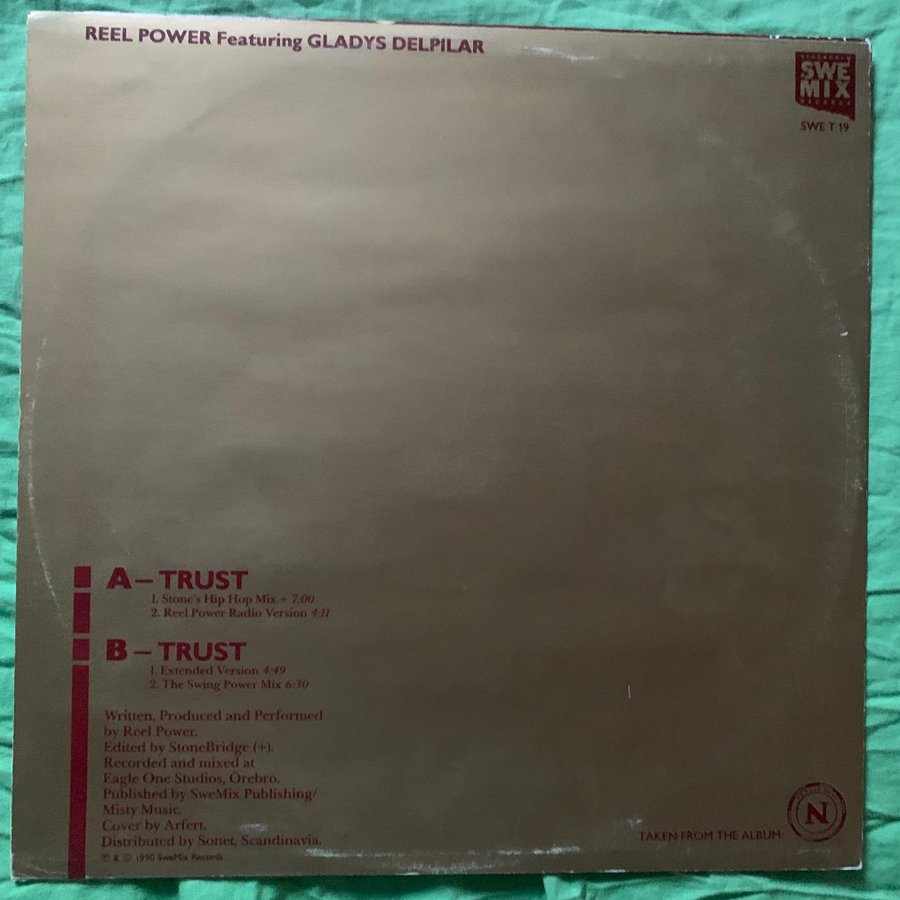 REEL POWER Featuring GLADYS DELPILAR
SWE
MIX
RECORDS
SWE T 19
A – TRUST
1. Stone's Hip Hop Mix + 7:00
2. Reel Power Radio Version 4:11
B – TRUST
1. Extended Version 4:49
2. The Swing Power Mix 6:30
Written, Produced and Performed
by Reel Power.
Edited by StoneBridge (+).
Recorded and mixed at
Eagle One Studios, Örebro.
Published by SweMix Publishing/
Misty Music.
Cover by Arfert.
Distributed by Sonet, Scandinavia.
℗ & © 1990 SweMix Records
TAKEN FROM THE ALBUM:
N